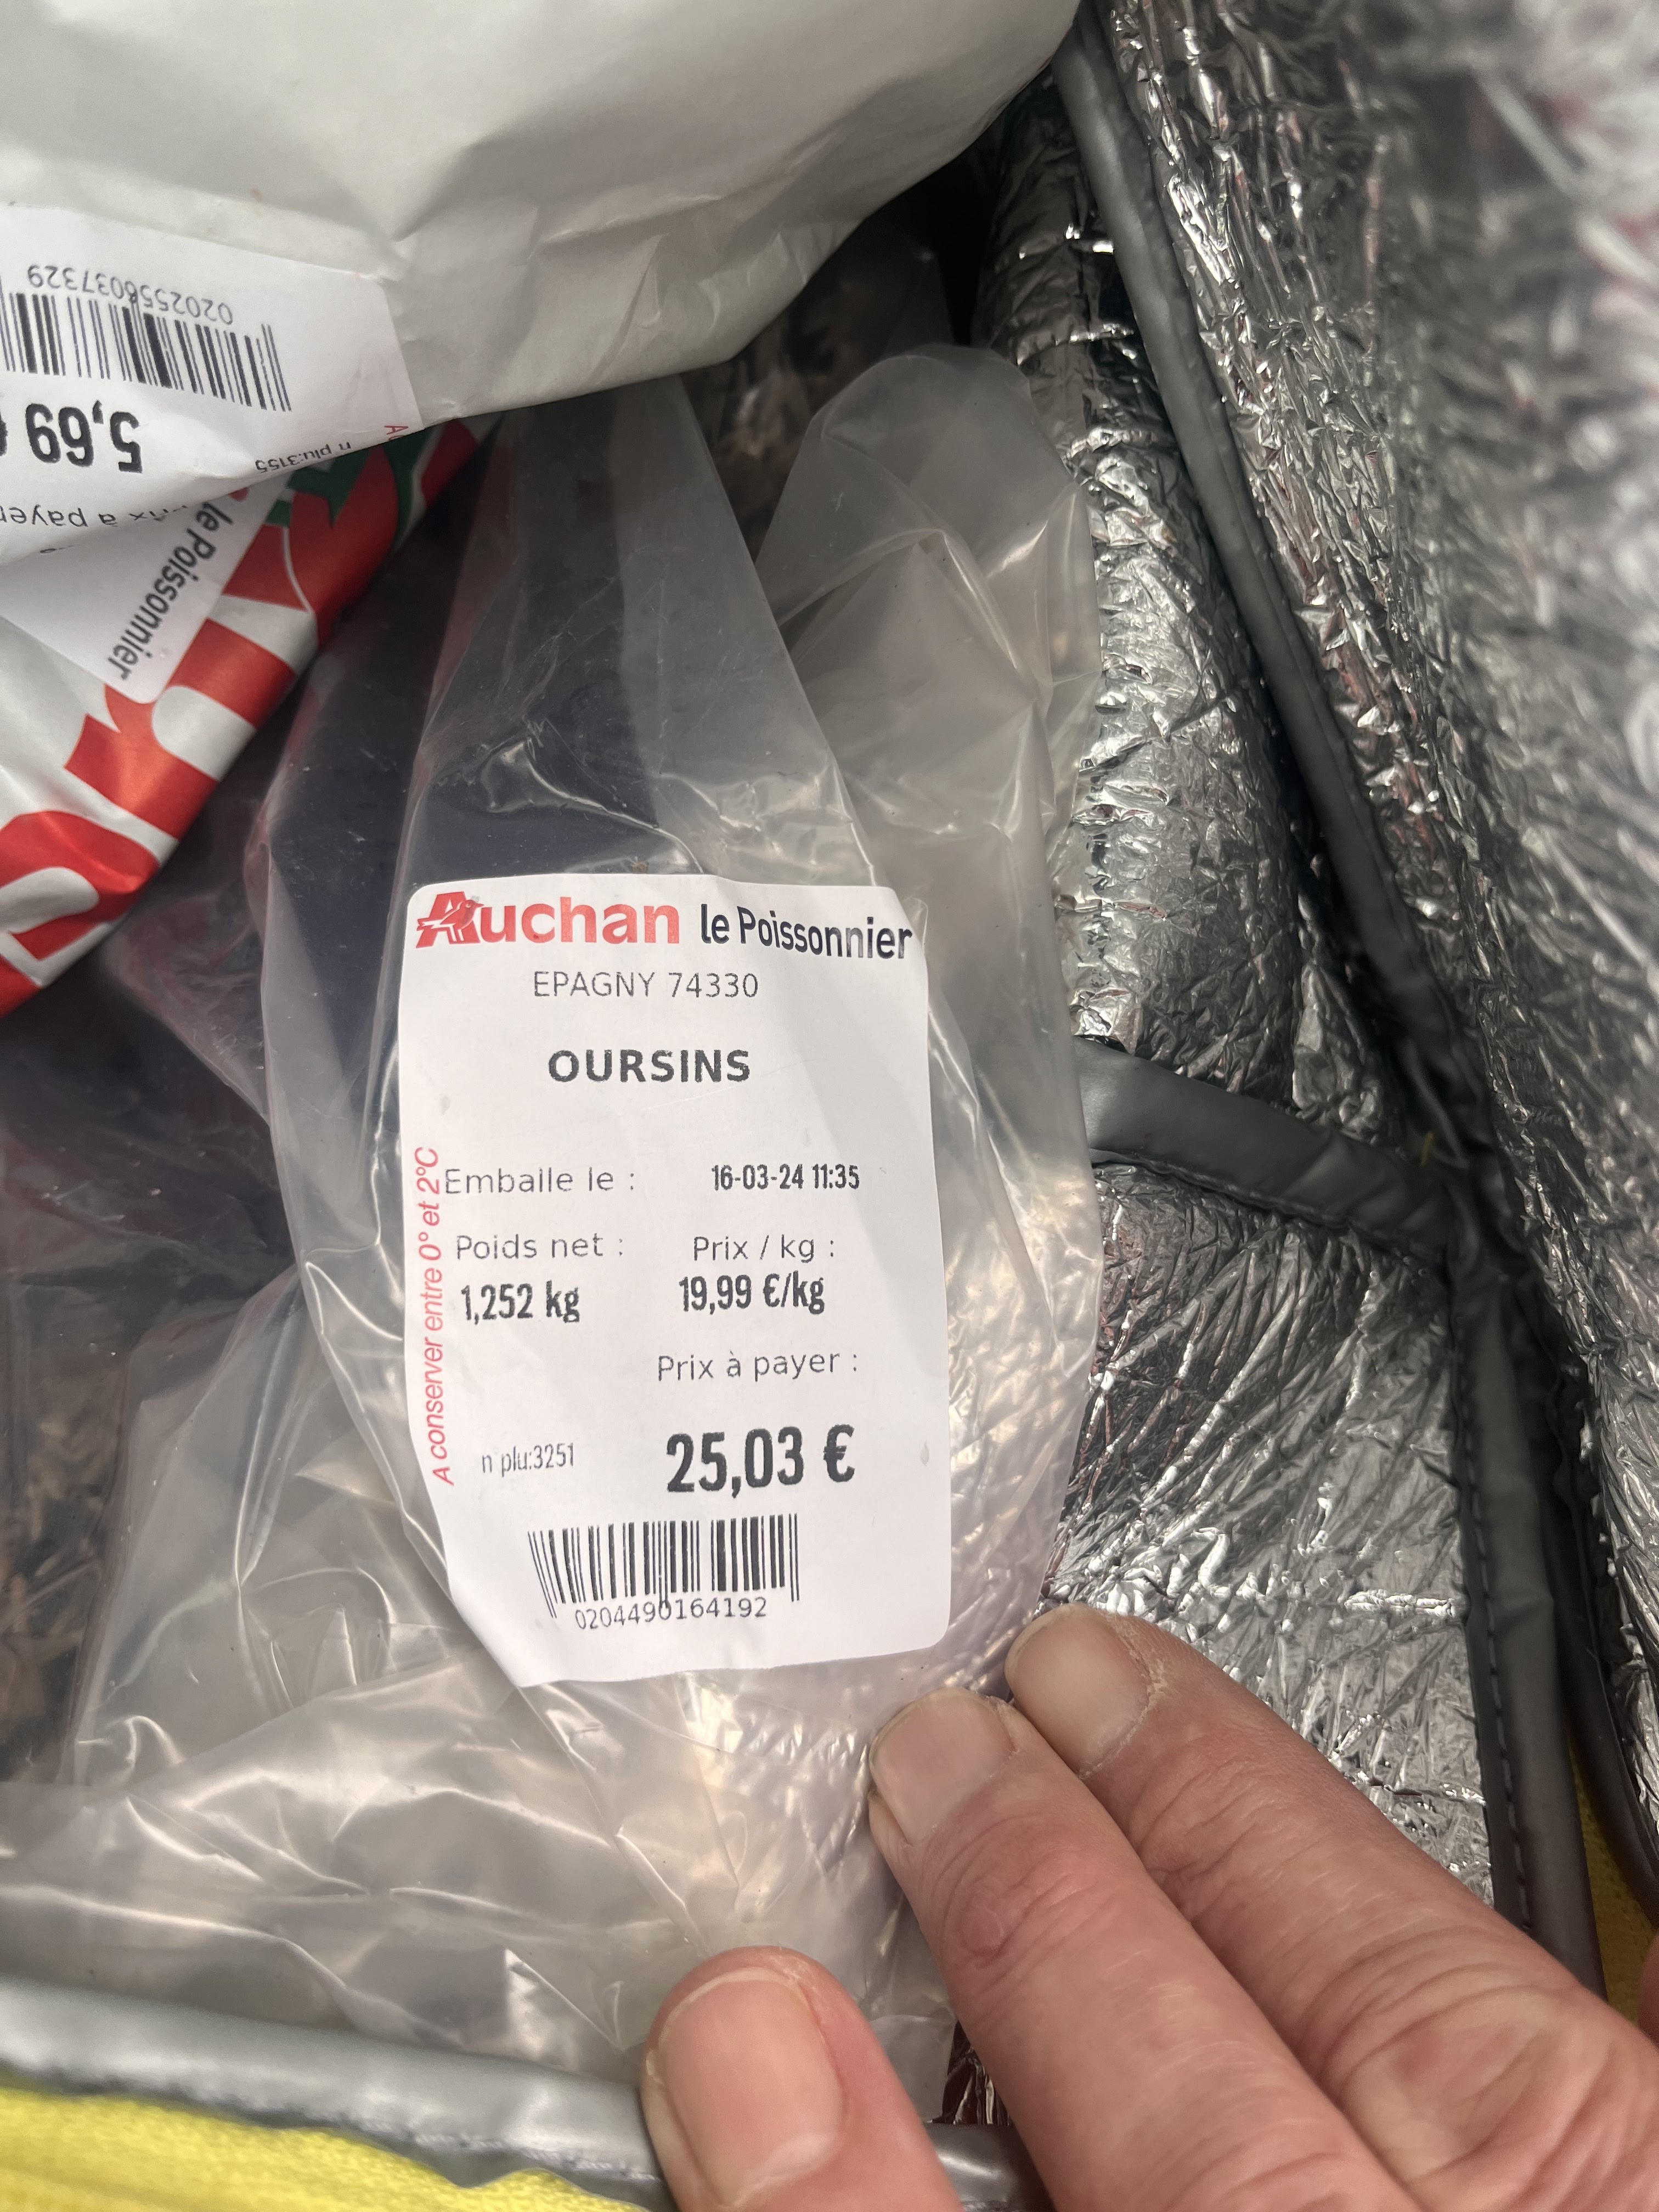 0202556037329
5,69
n plu:3155
Prix à payer
le Poissonnier
Auchan le Poissonnier
EPAGNY 74330
OURSINS
A conserver entre 0° et 2°C
Emballe le : 16-03-24 11:35
Poids net : Prix / kg :
1,252 kg 19,99 €/kg
Prix à payer :
n plu:3251 25,03 €
0204490164192